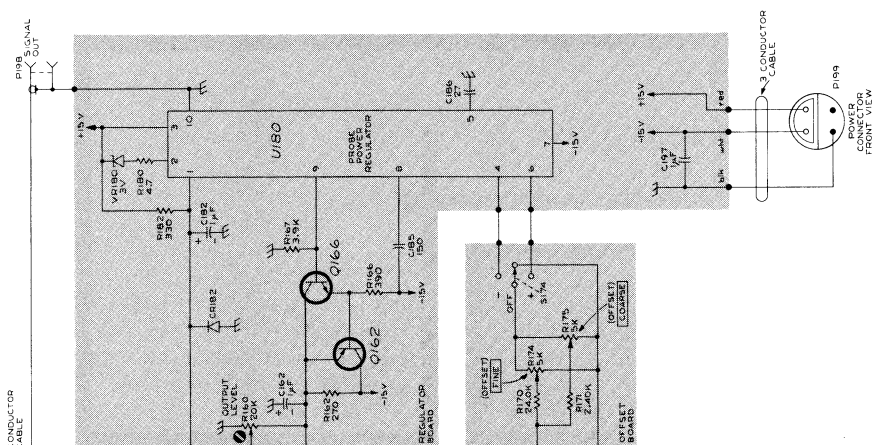 P198
SIGNAL
OUT
3 CONDUCTOR
CABLE
P199
POWER
CONNECTOR
FRONT VIEW
+15V
-15V
red
wht
blk
C197
1µF
C186
27
+15V
3
10
5
2
1
9
8
7
4
6
U180
PROBE
POWER
REGULATOR
-15V
VR180
3V
R180
4.7
R182
330
C182
1µF
+
-
R167
3.9K
C185
150
Q166
R166
390
-15V
CR182
Q162
OUTPUT
LEVEL
R160
20K
C162
1µF
+
-
R162
270
-15V
REGULATOR
BOARD
-
OFF
+
S174
(OFFSET)
COARSE
R175
5K
(OFFSET)
FINE
R174
5K
R170
24.0K
R171
2.40K
OFFSET
BOARD
CONDUCTOR
CABLE